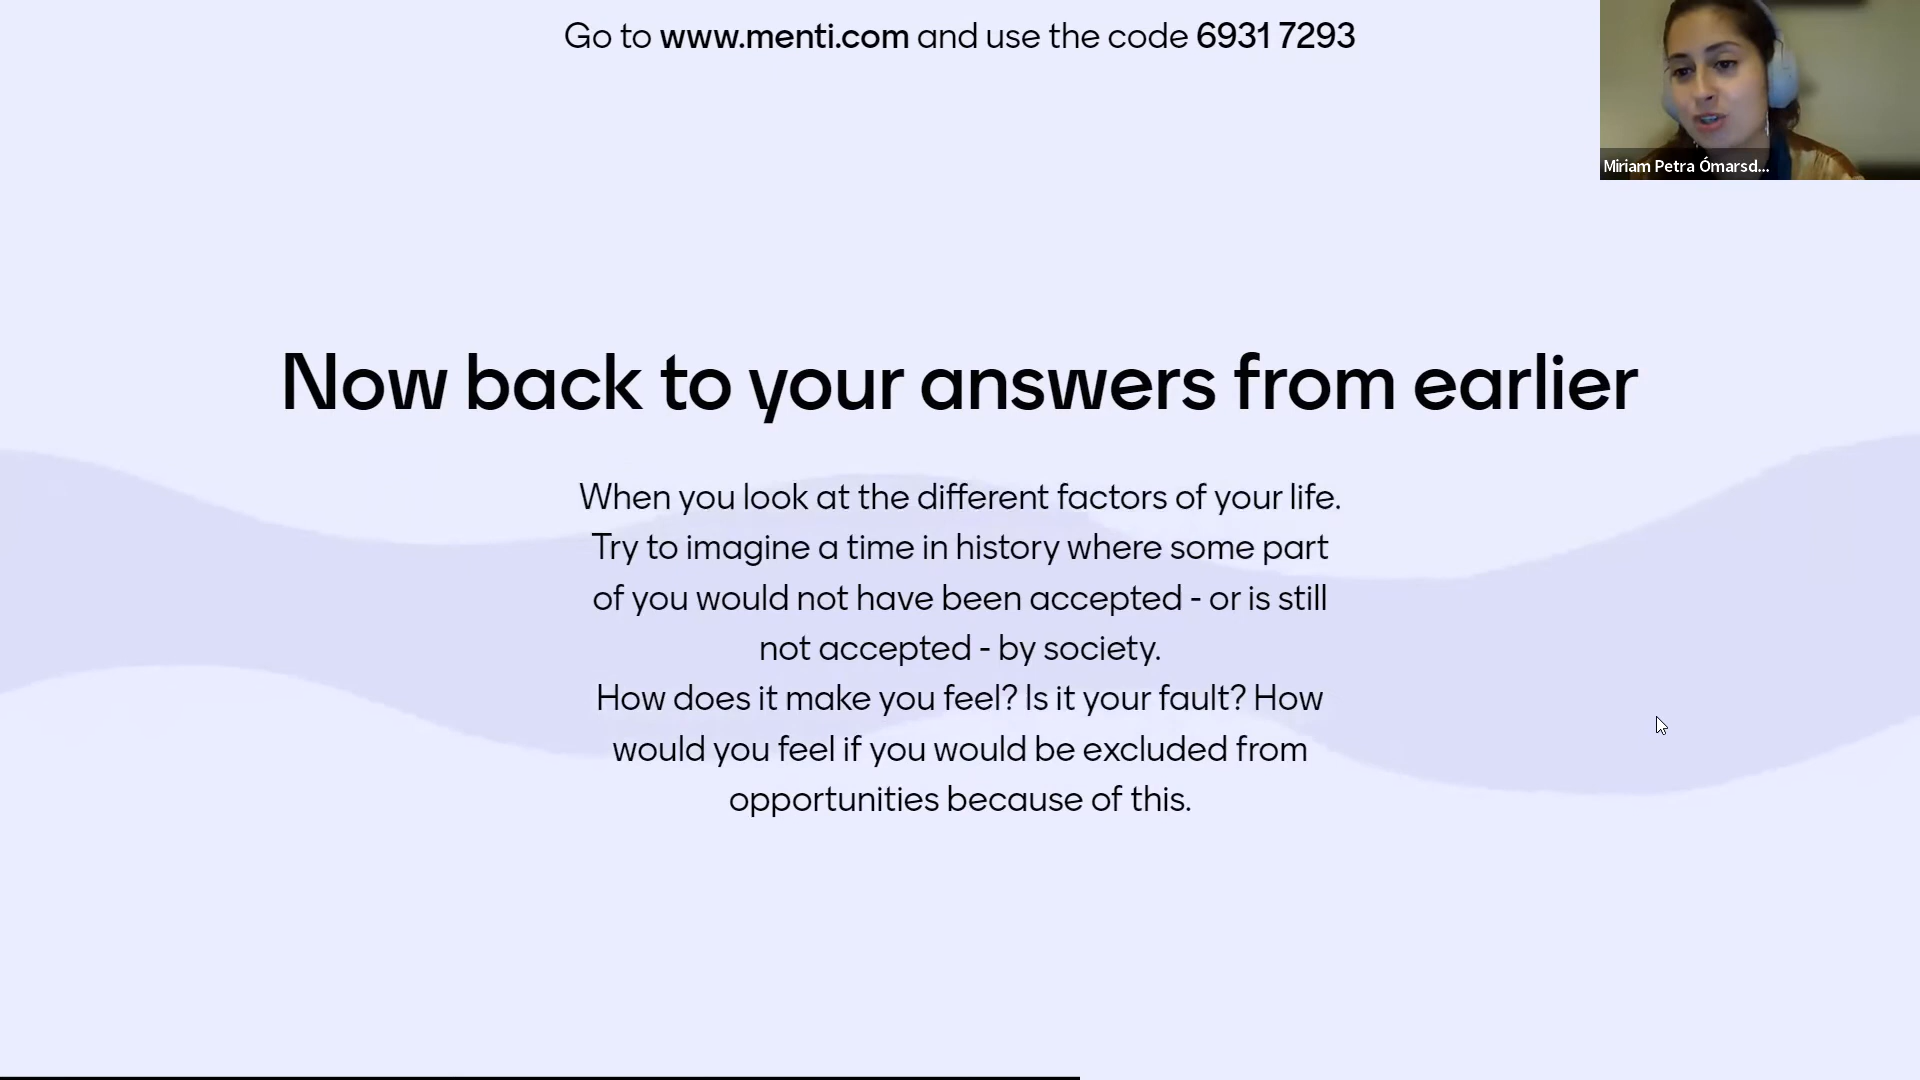 Go to www.menti.com and use the code 6931 7293
Miriam Petra Ómarsd...
Now back to your answers from earlier
When you look at the different factors of your life.
Try to imagine a time in history where some part
of you would not have been accepted - or is still
not accepted - by society.
How does it make you feel? Is it your fault? How
would you feel if you would be excluded from
opportunities because of this.